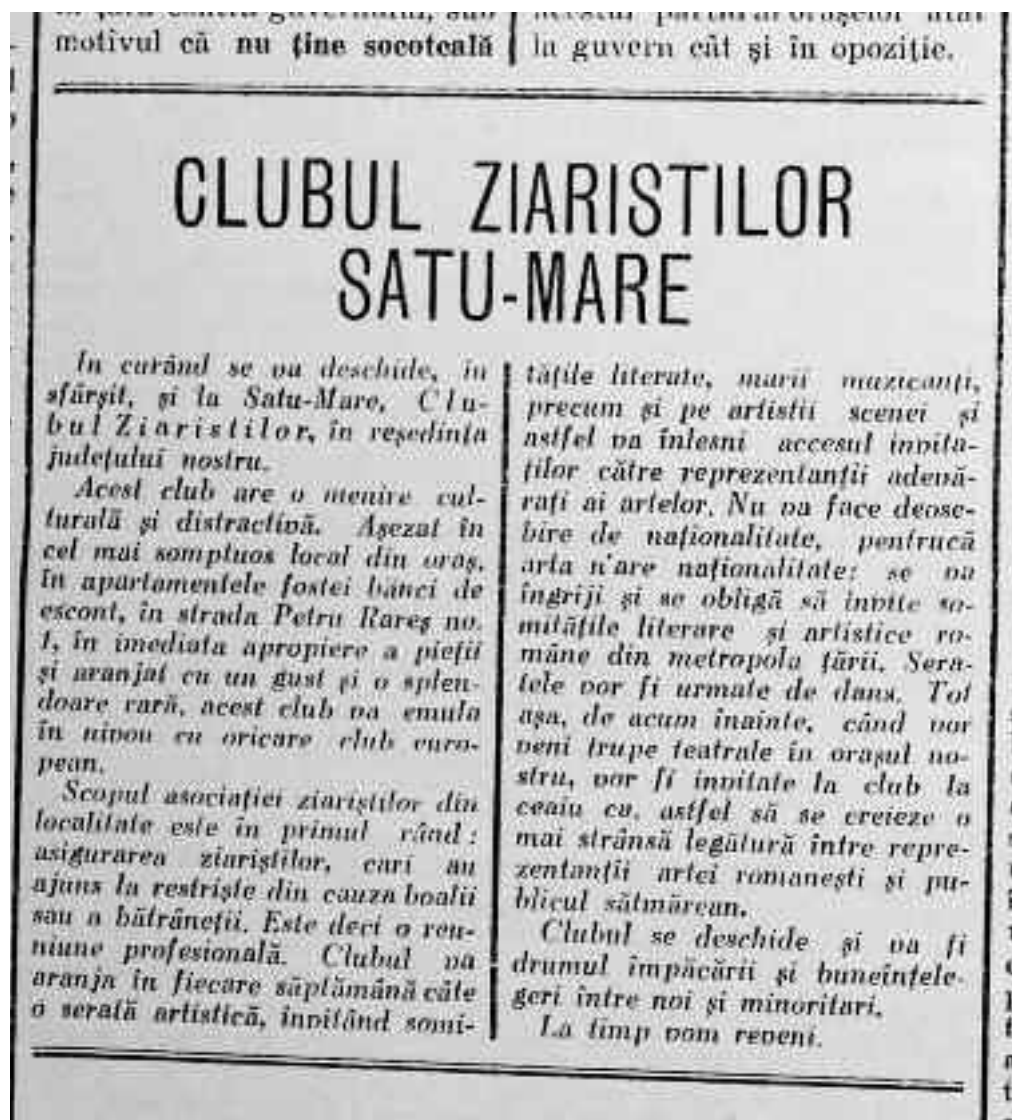 motivul că nu ține socoteală
la guvern cât și în opoziție.
CLUBUL ZIARISTILOR
SATU-MARE
In curând se va deschide, în
sfârșit, și la Satu-Mare, Clu-
bul Ziaristilor, în reședința
județului nostru.
Acest club are o menire cul-
turală și distractivă. Așezat în
cel mai somptuos local din oraș,
în apartamentele fostei bănci de
escont, în strada Petru Rareș no.
1, în imediata apropiere a pieții
și aranjat cu un gust și o splen-
doare rară, acest club va emula
în nivou cu oricare club euro-
pean.
Scopul asociației ziariștilor din
localitate este în primul rând:
asigurarea ziariștilor, cari au
ajuns la restriște din cauza boalii
sau a bătrâneții. Este deci o reu-
niune profesională. Clubul va
aranja în fiecare săptămână câte
o serată artistică, invitând somi-
tățile literate, marii muzicanți,
precum și pe artistii scenei și
astfel va înlesni accesul invita-
ților către reprezentanții adevă-
rați ai artelor. Nu va face deose-
bire de naționalitate, pentrucă
arta n'are naționalitate: se va
îngriji și se obligă să invite so-
mitățile literare și artistice ro-
mâne din metropola țării. Sera-
tele vor fi urmate de dans. Tot
așa, de acum înainte, când vor
veni trupe teatrale în orașul no-
stru, vor fi invitate la club la
ceaiu ca, astfel să se creieze o
mai strânsă legătură între repre-
zentanții artei romanești și pu-
blicul sătmărean.
Clubul se deschide și va fi
drumul împăcării și buneînțele-
geri între noi și minoritari.
La timp vom reveni.